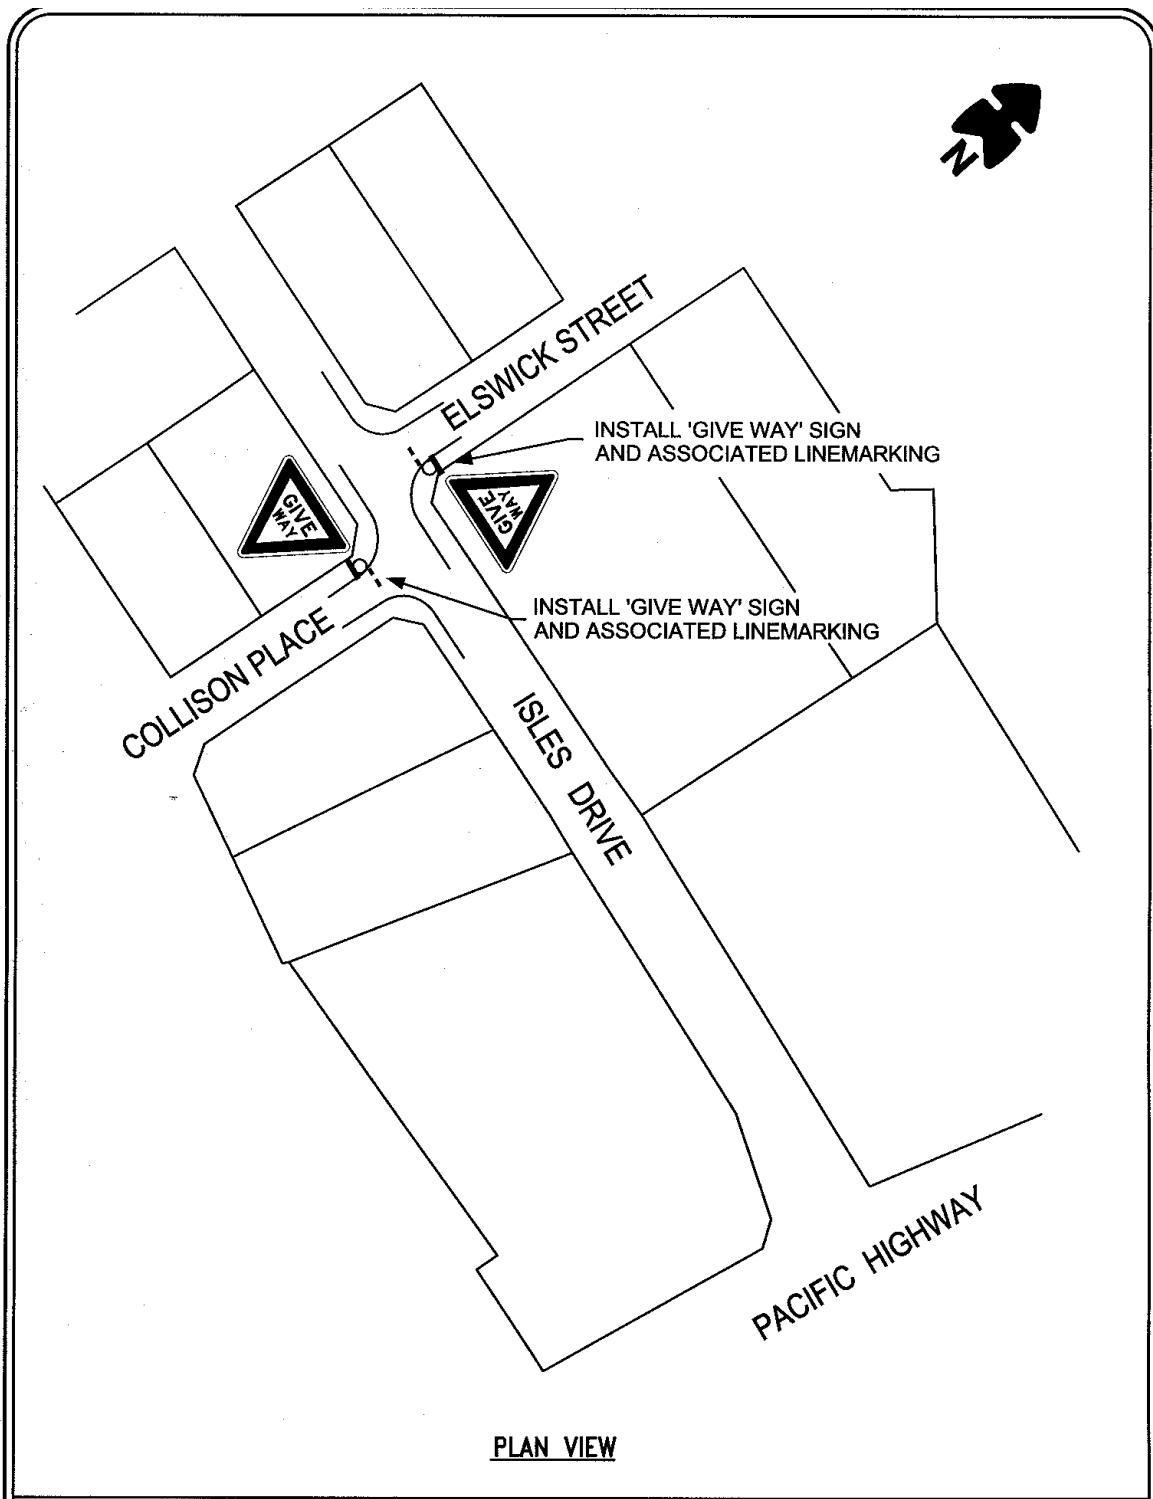 N
ELSWICK STREET
INSTALL 'GIVE WAY' SIGN
AND ASSOCIATED LINEMARKING
GIVE
WAY
GIVE
WAY
INSTALL 'GIVE WAY' SIGN
AND ASSOCIATED LINEMARKING
COLLISON PLACE
ISLES DRIVE
PACIFIC HIGHWAY
PLAN VIEW